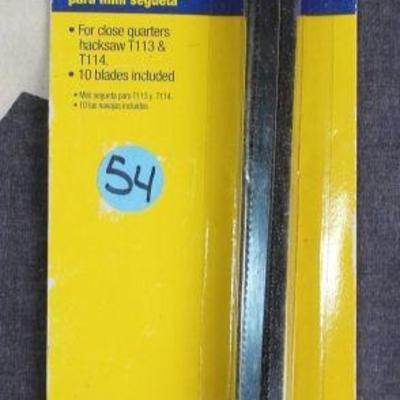 para mini segueta
• For close quarters
hacksaw T113 &
T114.
• 10 blades included
• Mini segueta para T113 y T114.
• 10 las navajas incluidas
54